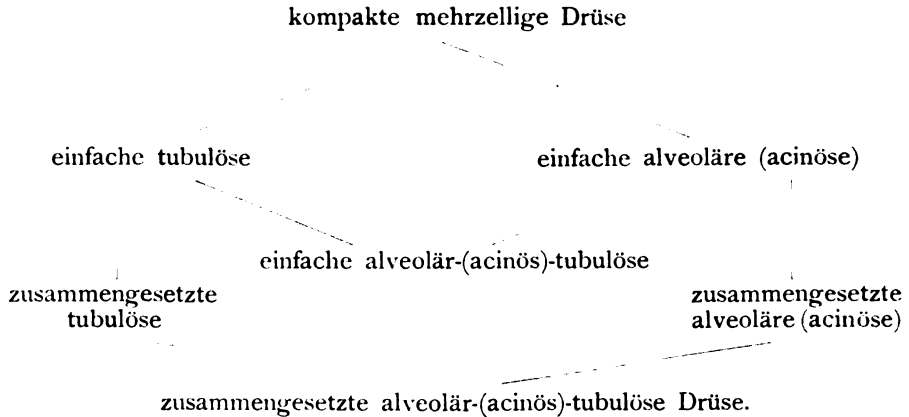 kompakte mehrzellige Drüse
einfache tubulöse
einfache alveoläre (acinöse)
einfache alveolär-(acinös)-tubulöse
zusammengesetzte
tubulöse
zusammengesetzte
alveoläre (acinöse)
zusammengesetzte alveolär-(acinös)-tubulöse Drüse.